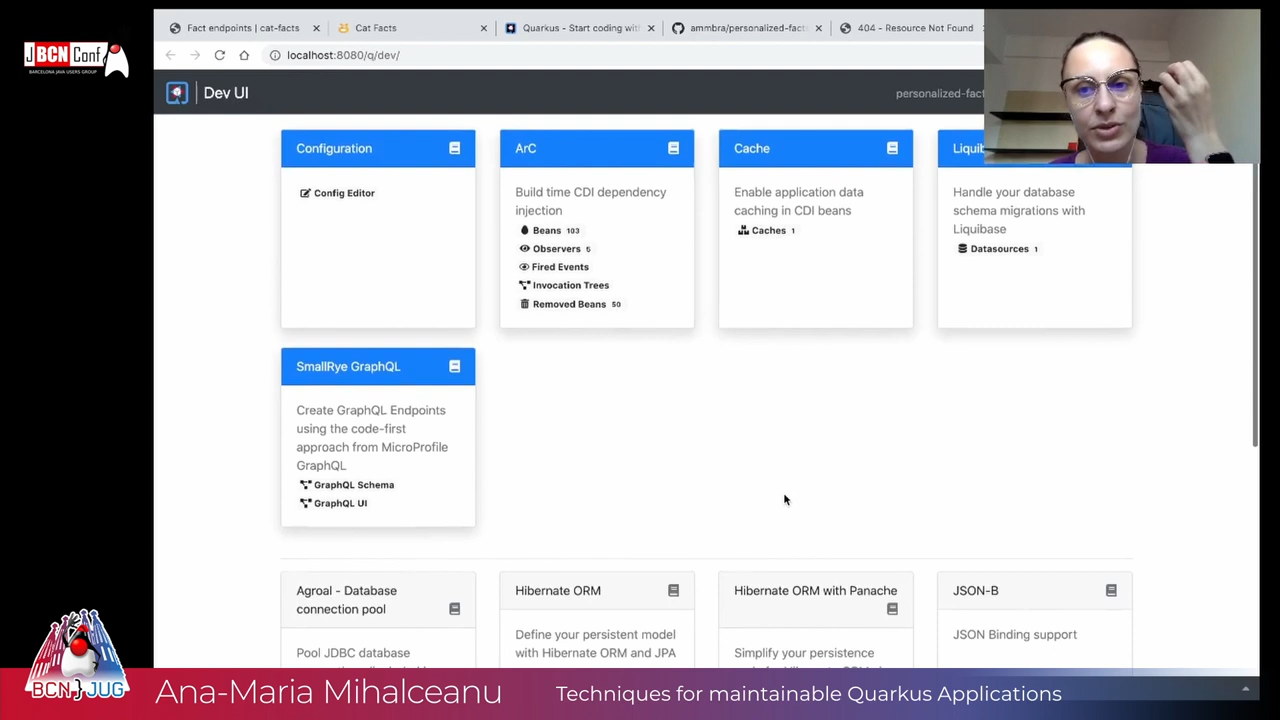 JBCNConf
BARCELONA JAVA USERS GROUP
Fact endpoints | cat-facts
Cat Facts
Quarkus - Start coding wit
ammbra/personalized-fact
404 - Resource Not Found
localhost:8080/q/dev/
Dev UI
personalized-fact
Configuration
Config Editor
ArC
Build time CDI dependency
injection
Beans 103
Observers 5
Fired Events
Invocation Trees
Removed Beans 50
Cache
Enable application data
caching in CDI beans
Caches 1
Liquib
Handle your database
schema migrations with
Liquibase
Datasources 1
SmallRye GraphQL
Create GraphQL Endpoints
using the code-first
approach from MicroProfile
GraphQL
GraphQL Schema
GraphQL UI
Agroal - Database
connection pool
Pool JDBC database
Hibernate ORM
Define your persistent model
with Hibernate ORM and JPA
Hibernate ORM with Panache
Simplify your persistence
JSON-B
JSON Binding support
BCN}JUG
Ana-Maria Mihalceanu
Techniques for maintainable Quarkus Applications